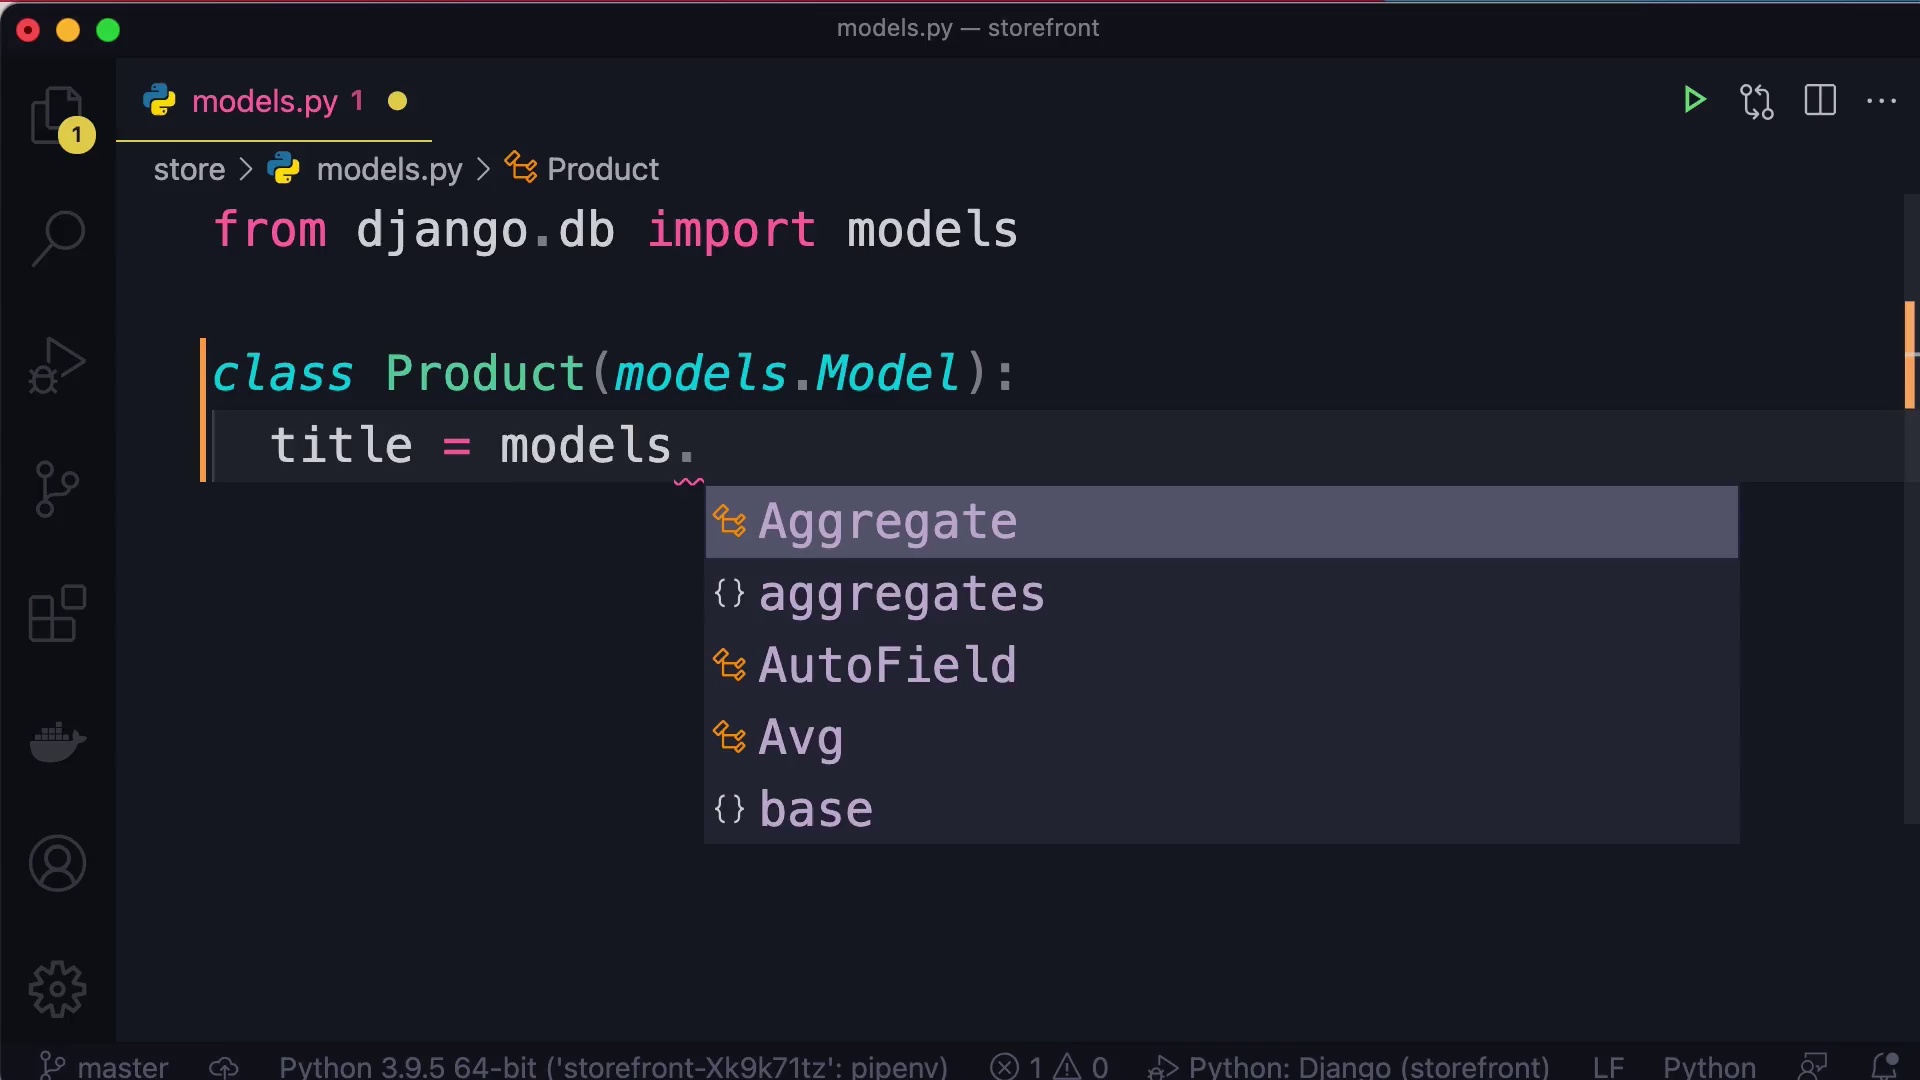 models.py — storefront
models.py 1
1
store > models.py > Product
from django.db import models
class Product(models.Model):
title = models.
Aggregate
{} aggregates
AutoField
Avg
{} base
master Python 3.9.5 64-bit ('storefront-Xk9k71tz': pipenv) 1 0 Python: Django (storefront) LF Python